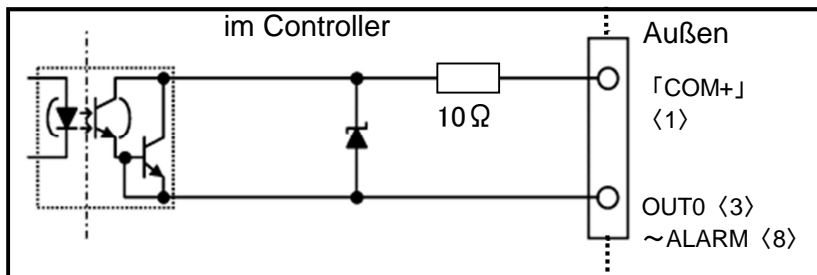 im Controller
Außen
10Ω
「COM+」
〈1〉
OUT0〈3〉
～ALARM〈8〉